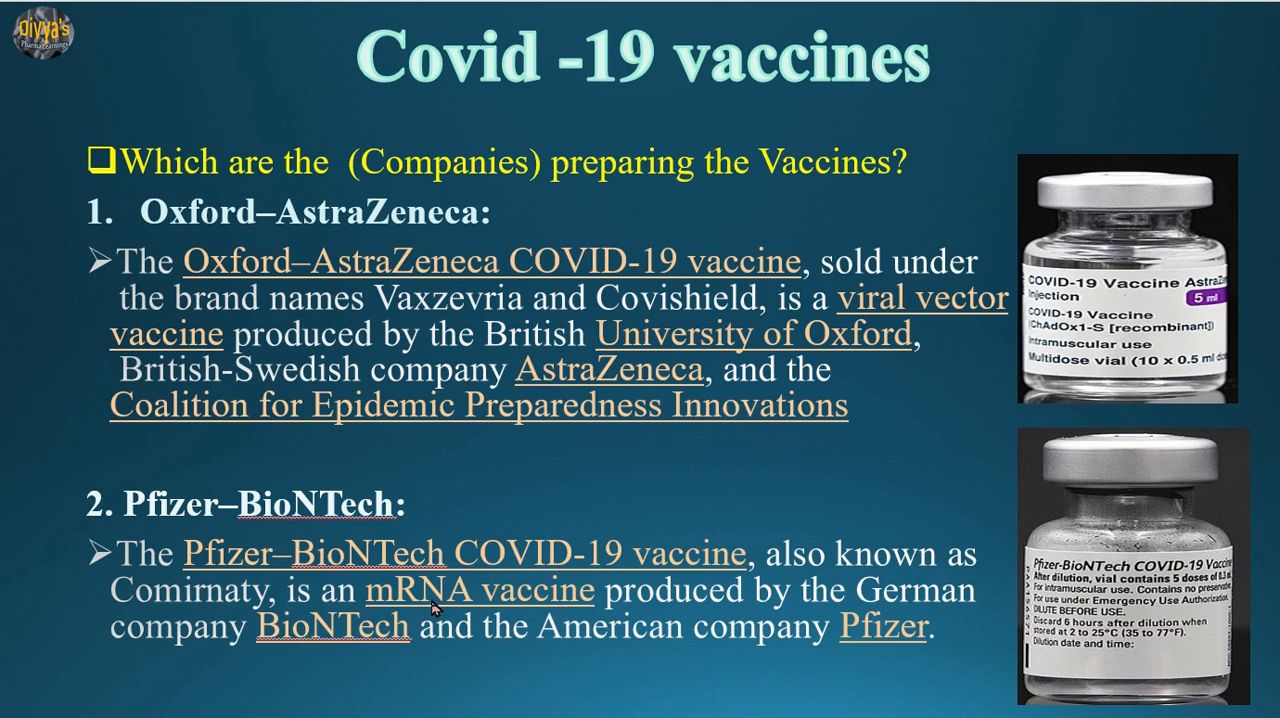 Divya's
Pharma Learnings
Covid -19 vaccines
Which are the (Companies) preparing the Vaccines?
1. Oxford–AstraZeneca:
The Oxford–AstraZeneca COVID-19 vaccine, sold under
the brand names Vaxzevria and Covishield, is a viral vector
vaccine produced by the British University of Oxford,
British-Swedish company AstraZeneca, and the
Coalition for Epidemic Preparedness Innovations
COVID-19 Vaccine AstraZe
Injection
5 ml
COVID-19 Vaccine
(ChAdOx1-S [recombinant])
Intramuscular use
Multidose vial (10 x 0.5 ml do
2. Pfizer–BioNTech:
The Pfizer–BioNTech COVID-19 vaccine, also known as
Comirnaty, is an mRNA vaccine produced by the German
company BioNTech and the American company Pfizer.
Pfizer-BioNTech COVID-19 Vaccine
After dilution, vial contains 5 doses of 0.3 m
For intramuscular use. Contains no preservative
For use under Emergency Use Authorization.
DILUTE BEFORE USE.
Discard 6 hours after dilution when
stored at 2 to 25°C (35 to 77°F).
Dilution date and time: